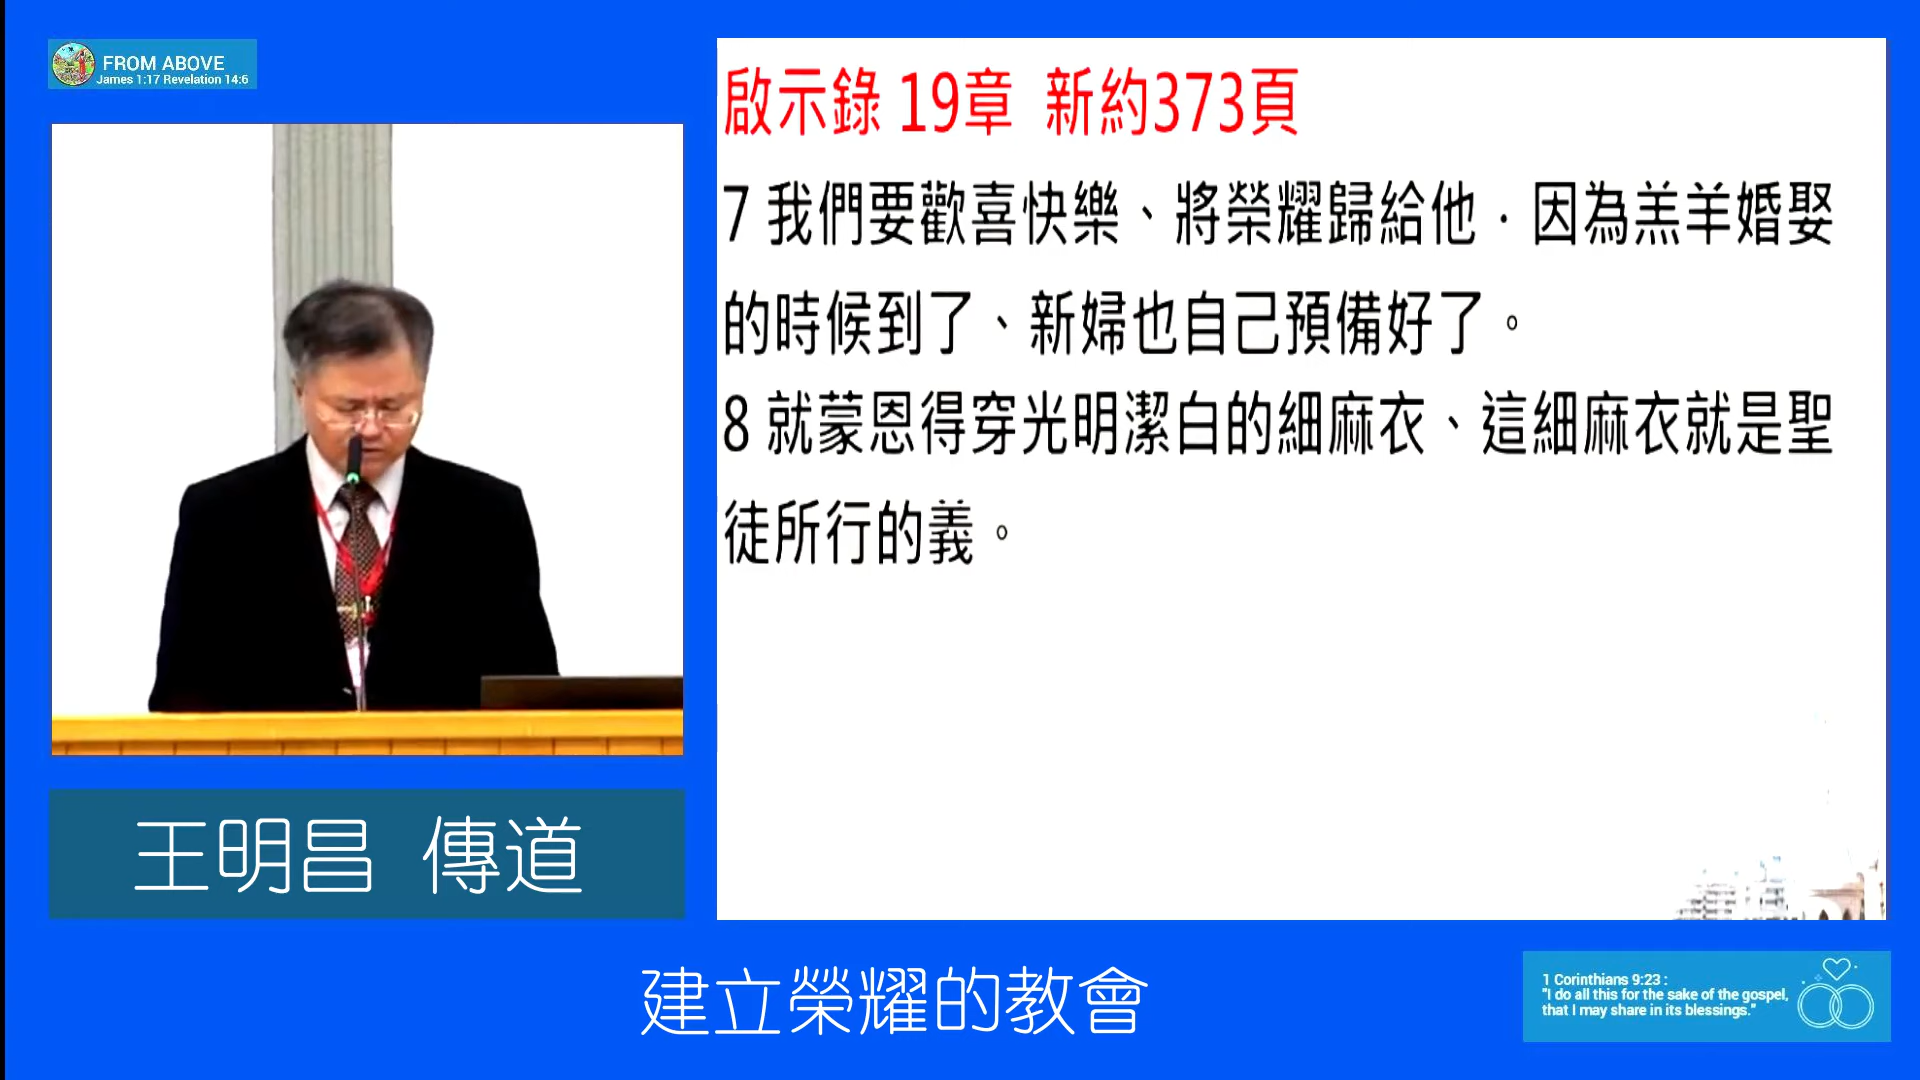 FROM ABOVE
James 1:17 Revelation 14:6
啟示錄 19章 新約373頁
7 我們要歡喜快樂、將榮耀歸給他．因為羔羊婚娶
的時候到了、新婦也自己預備好了。
8 就蒙恩得穿光明潔白的細麻衣、這細麻衣就是聖
徒所行的義。
王明昌 傳道
建立榮耀的教會
1 Corinthians 9:23 :
"I do all this for the sake of the gospel,
that I may share in its blessings."